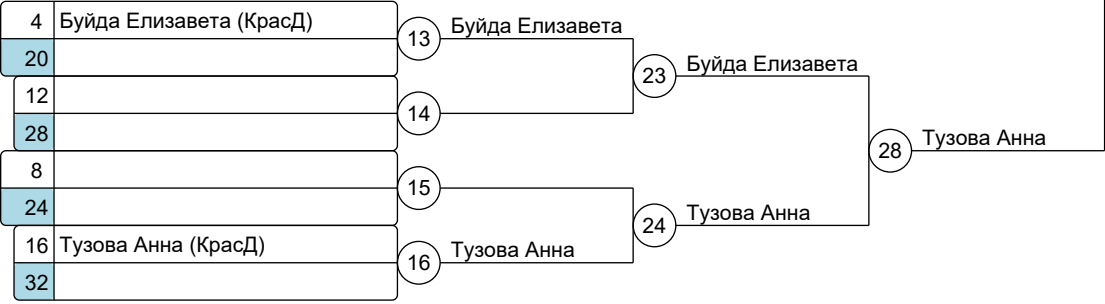 4 Буйда Елизавета (КрасД)
13 Буйда Елизавета
20
23 Буйда Елизавета
12
14
28
28 Тузова Анна
8
15
24
24 Тузова Анна
16 Тузова Анна (КрасД)
16 Тузова Анна
32